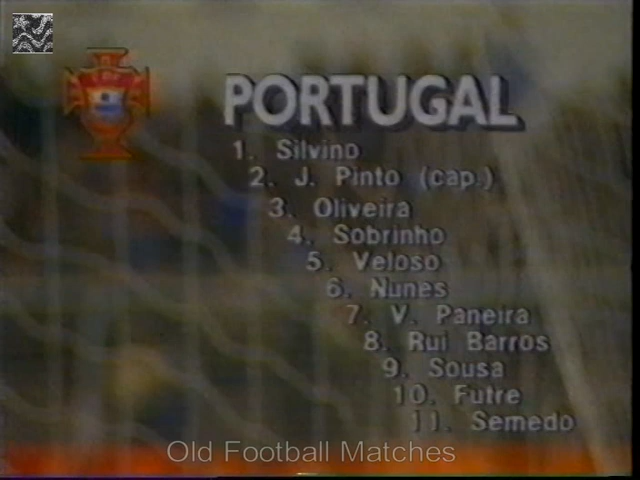 PORTUGAL
1. Silvino
2. J. Pinto (cap.)
3. Oliveira
4. Sobrinho
5. Veloso
6. Nunes
7. V. Paneira
8. Rui Barros
9. Sousa
10. Futre
11. Semedo
Old Football Matches